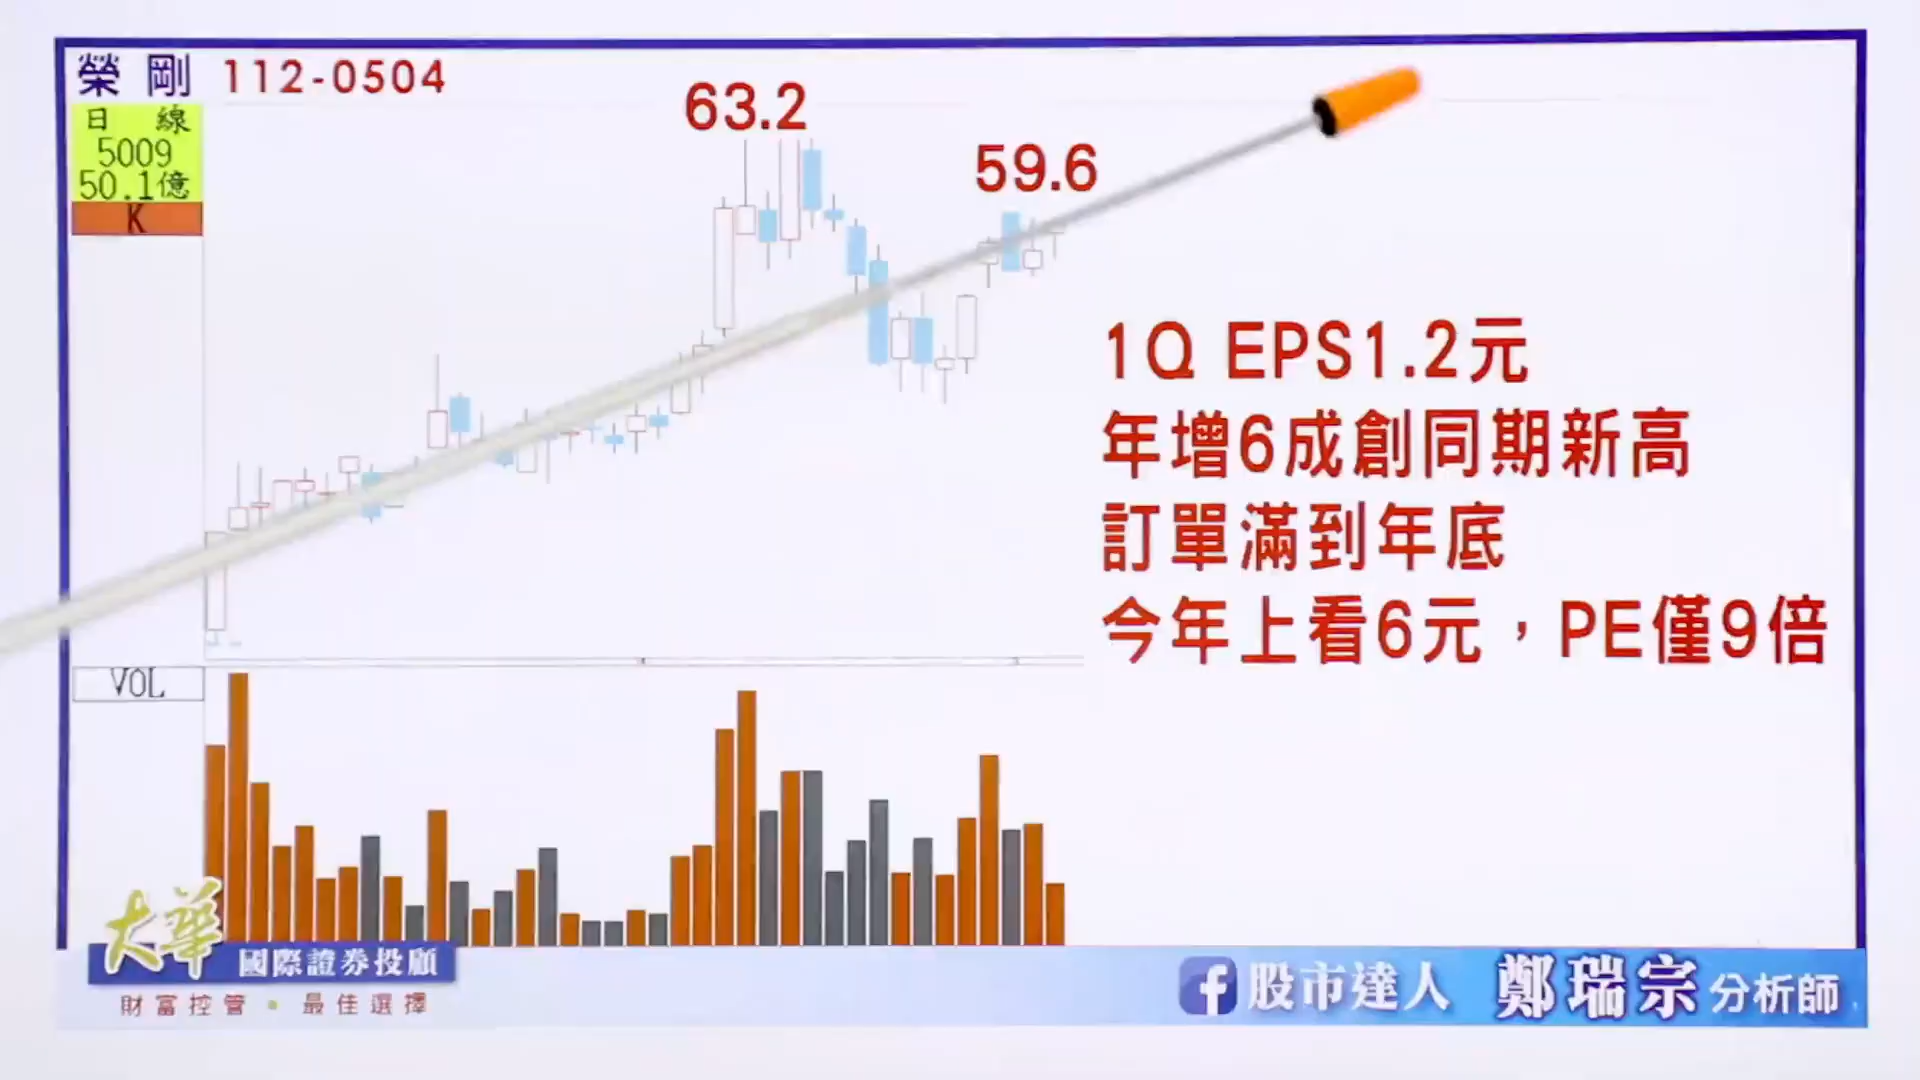 榮剛 112-0504
日線
5009
50.1億
K
63.2
59.6
1Q EPS1.2元
年增6成創同期新高
訂單滿到年底
今年上看6元，PE僅9倍
VOL
大華
國際證券投顧
財富控管・最佳選擇
f 股市達人 鄭瑞宗 分析師